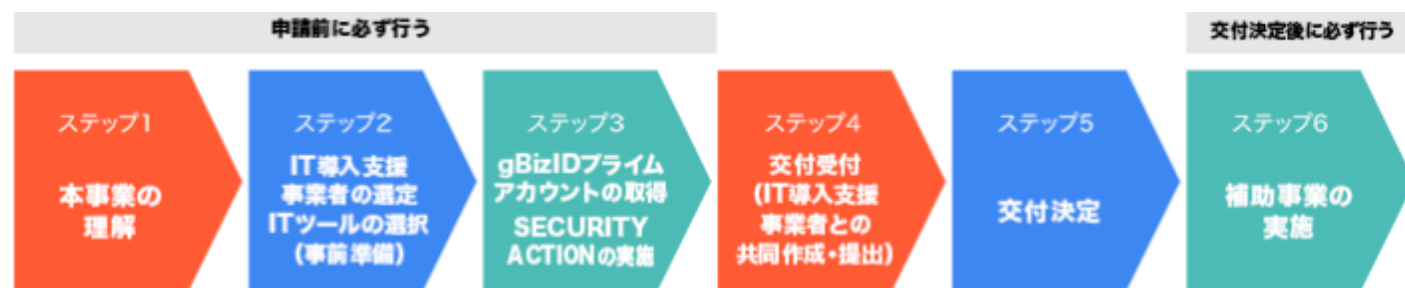 申請前に必ず行う
交付決定後に必ず行う
ステップ1
本事業の
理解
ステップ2
IT導入支援
事業者の選定
ITツールの選択
(事前準備)
ステップ3
gBizIDプライム
アカウントの取得
SECURITY
ACTIONの実施
ステップ4
交付受付
(IT導入支援
事業者との
共同作成・提出)
ステップ5
交付決定
ステップ6
補助事業の
実施